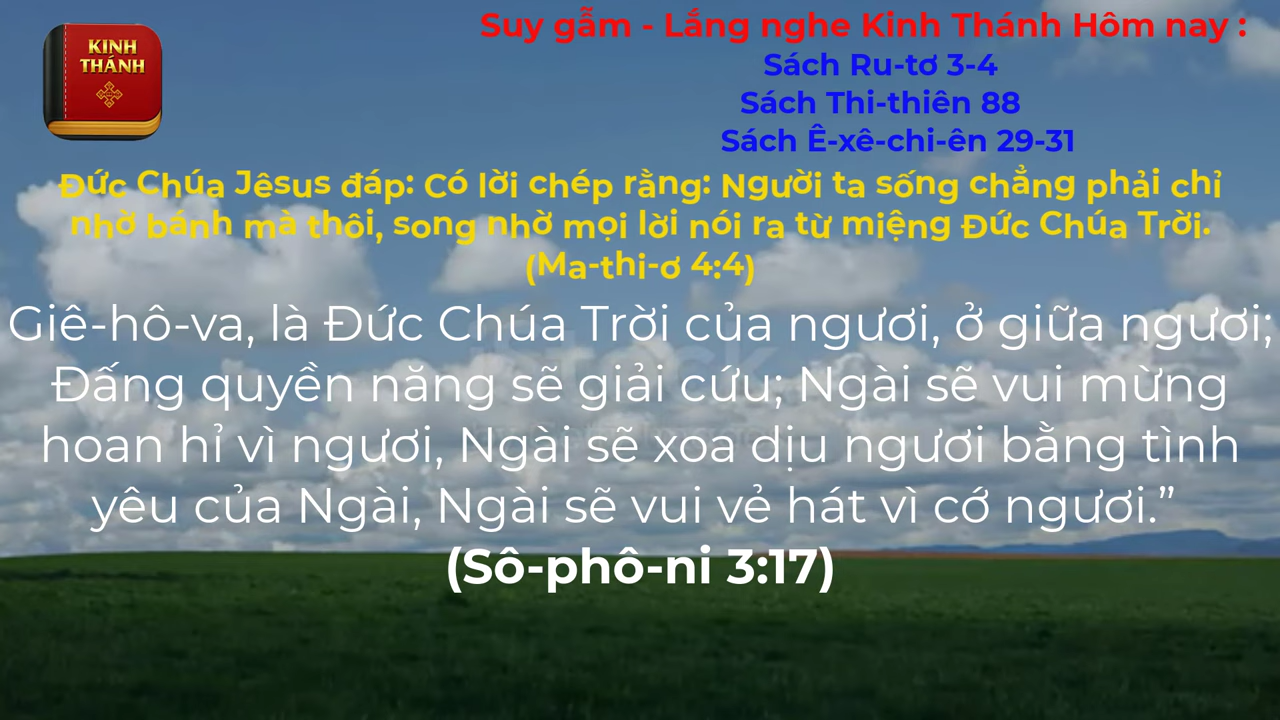 KINH
THÁNH
Suy gẫm - Lắng nghe Kinh Thánh Hôm nay :
Sách Ru-tơ 3-4
Sách Thi-thiên 88
Sách Ê-xê-chi-ên 29-31
Đức Chúa Jêsus đáp: Có lời chép rằng: Người ta sống chẳng phải chỉ
nhờ bánh mà thôi, song nhờ mọi lời nói ra từ miệng Đức Chúa Trời.
(Ma-thi-ơ 4:4)
Giê-hô-va, là Đức Chúa Trời của ngươi, ở giữa ngươi;
Đấng quyền năng sẽ giải cứu; Ngài sẽ vui mừng
hoan hỉ vì ngươi, Ngài sẽ xoa dịu ngươi bằng tình
yêu của Ngài, Ngài sẽ vui vẻ hát vì cớ ngươi.”
(Sô-phô-ni 3:17)